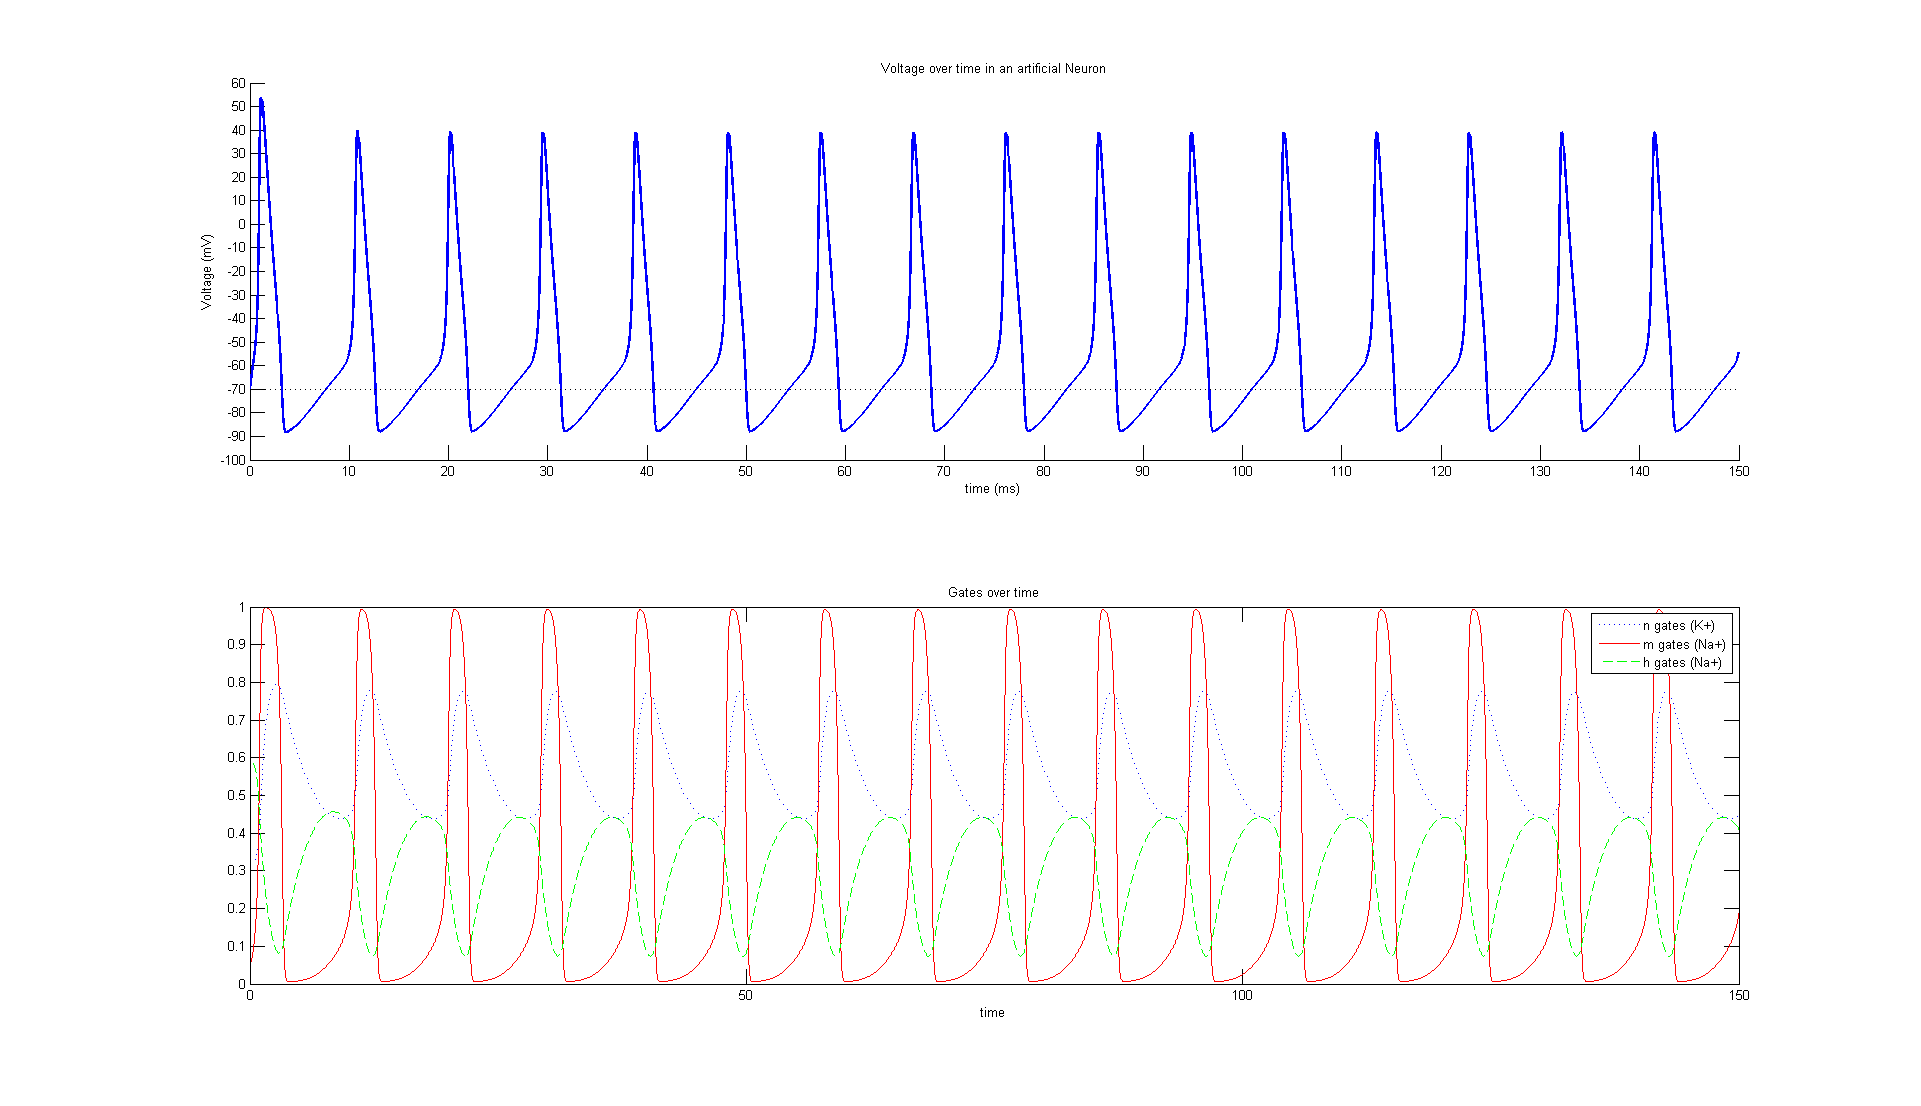 Voltage over time in an artificial Neuron
60
50
40
30
20
10
0
-10
-20
-30
-40
-50
-60
-70
-80
-90
-100
Voltage (mV)
0 10 20 30 40 50 60 70 80 90 100 110 120 130 140 150
time (ms)
Gates over time
1
0.9
0.8
0.7
0.6
0.5
0.4
0.3
0.2
0.1
0
n gates (K+)
m gates (Na+)
h gates (Na+)
0 50 100 150
time